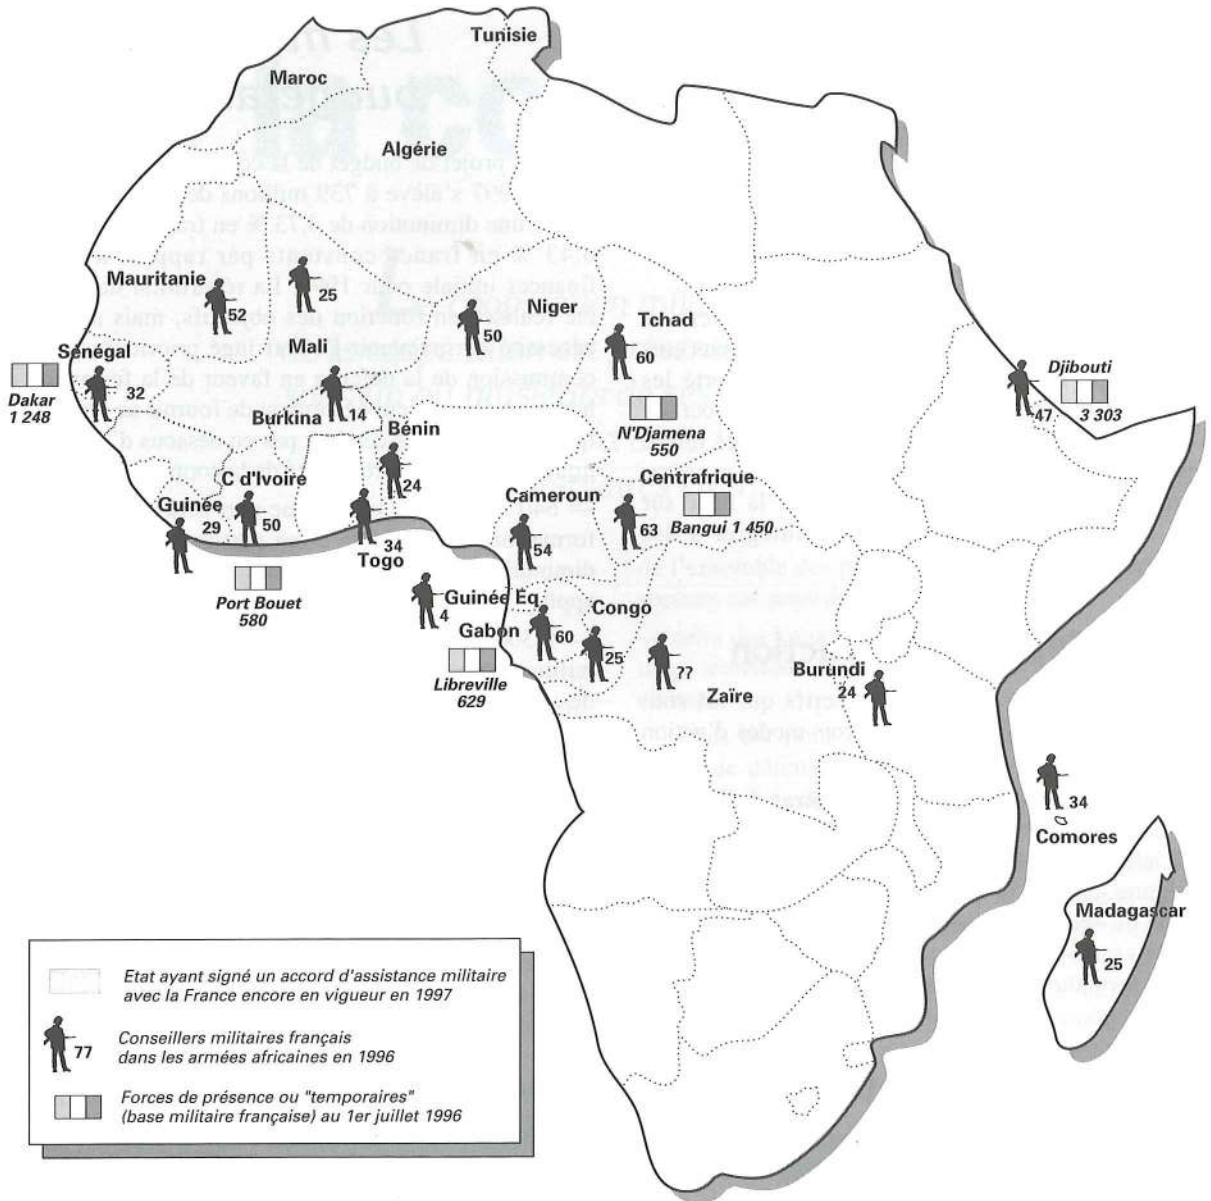 Tunisie
Maroc
Algérie
Mauritanie
52
25
Mali
Niger
50
Tchad
60
N'Djamena
550
Sénégal
32
Dakar
1 248
Burkina
14
Bénin
24
Djibouti
47
3 303
C d'Ivoire
50
Guinée
29
Port Bouet
580
34
Togo
Cameroun
54
Centrafrique
63
Bangui 1 450
Guinée Eq.
4
Gabon
60
Libreville
629
Congo
25
??
Zaïre
Burundi
24
34
Comores
Madagascar
25
Etat ayant signé un accord d'assistance militaire
avec la France encore en vigueur en 1997
77
Conseillers militaires français
dans les armées africaines en 1996
Forces de présence ou "temporaires"
(base militaire française) au 1er juillet 1996